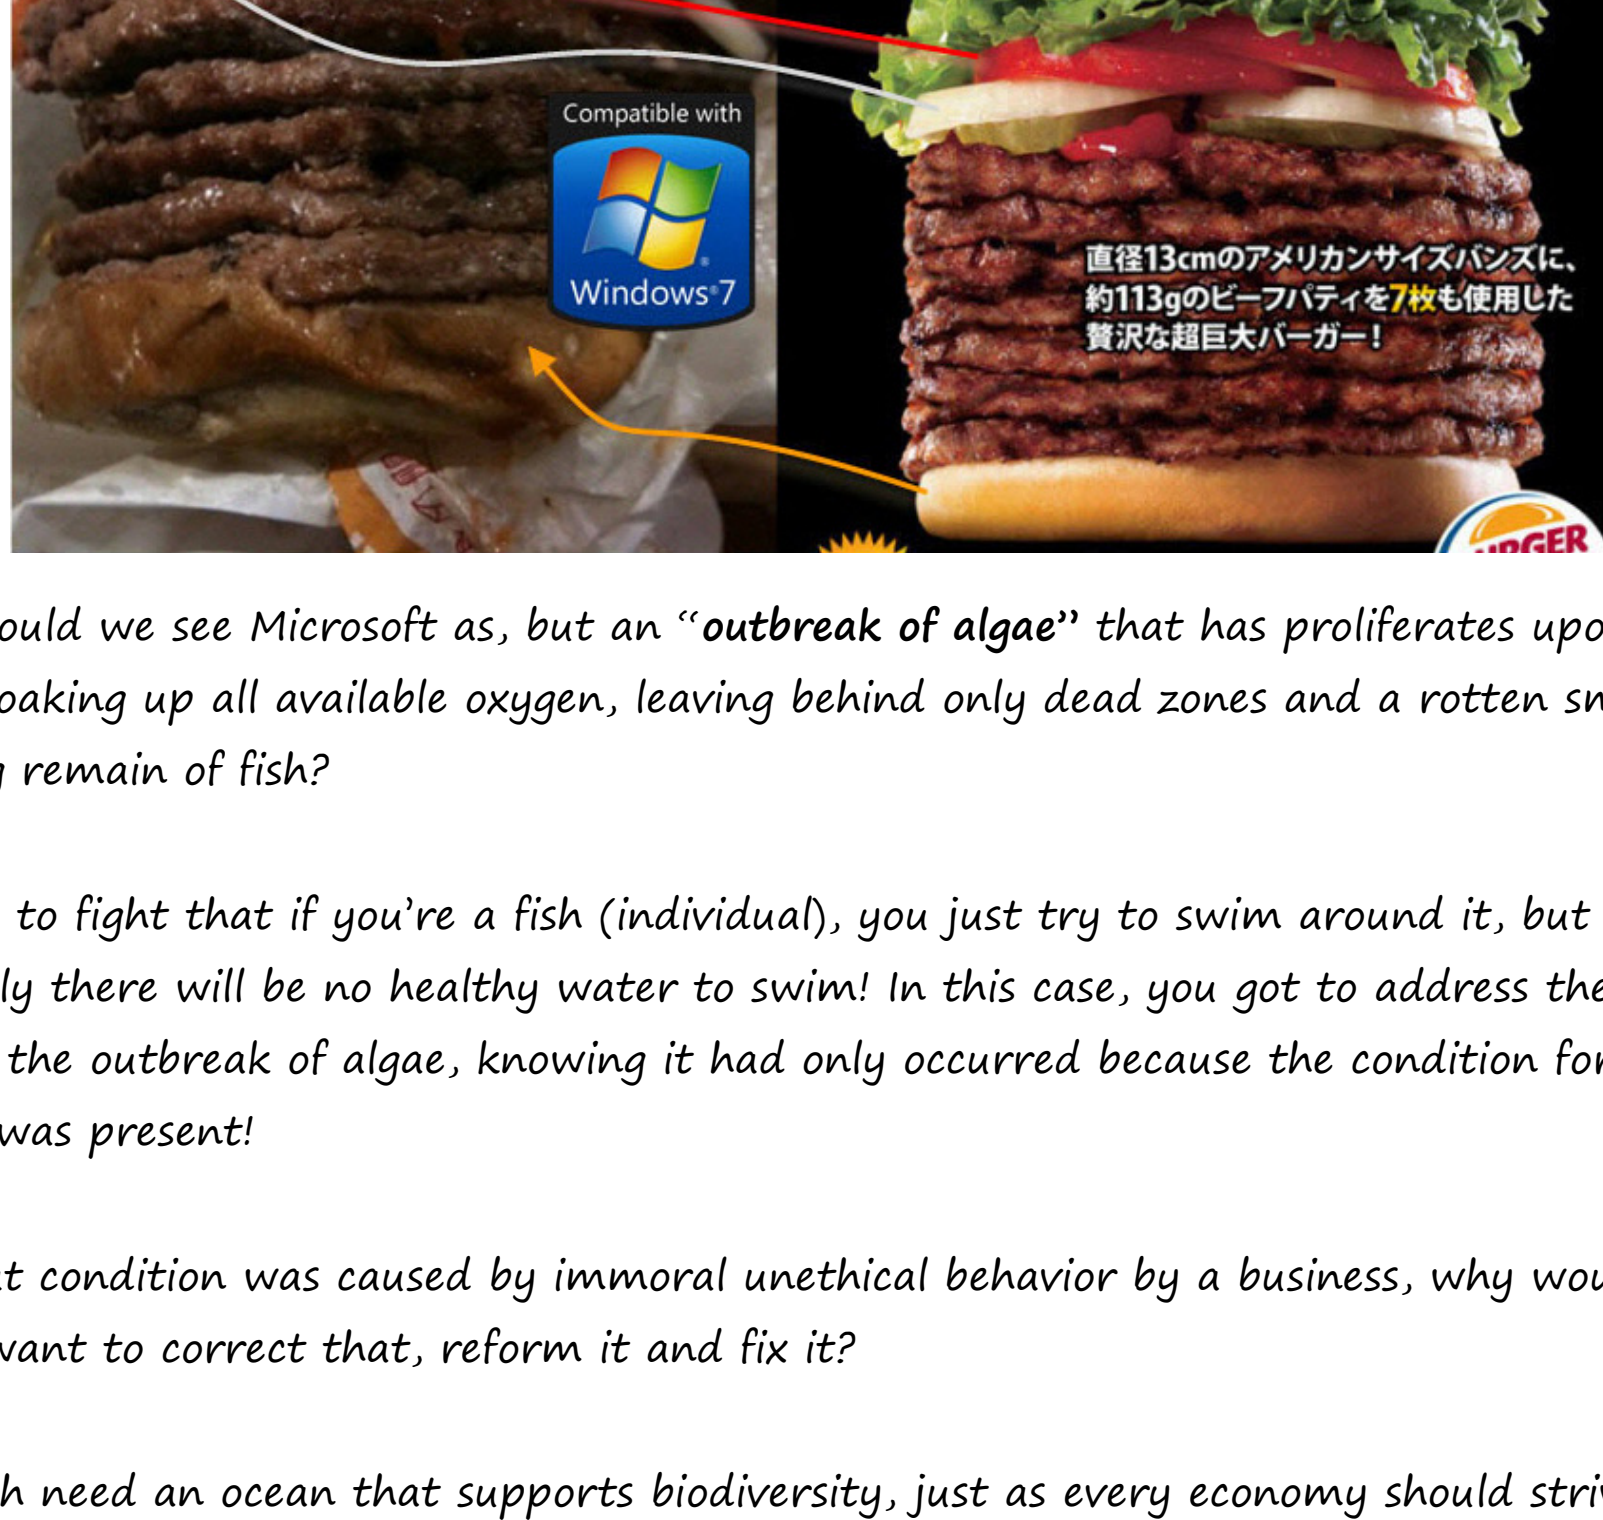 Compatible with
Windows®7
直径13cmのアメリカンサイズバンズに、
約113gのビーフパティを7枚も使用した
贅沢な超巨大バーガー！
ould we see Microsoft as, but an “outbreak of algae” that has proliferates upo
oaking up all available oxygen, leaving behind only dead zones and a rotten sm
g remain of fish?
to fight that if you’re a fish (individual), you just try to swim around it, but
ly there will be no healthy water to swim! In this case, you got to address the
the outbreak of algae, knowing it had only occurred because the condition for
was present!
t condition was caused by immoral unethical behavior by a business, why wou
want to correct that, reform it and fix it?
h need an ocean that supports biodiversity, just as every economy should striv